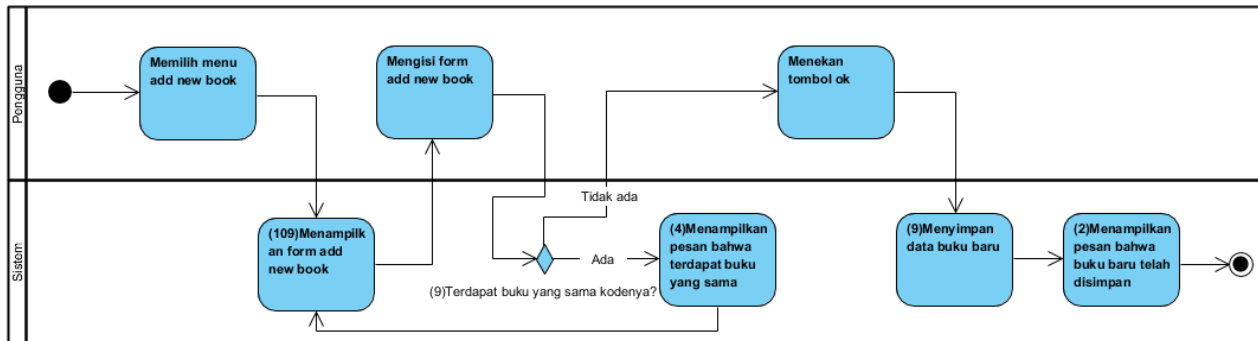 Pengguna
Memilih menu
add new book
Mengisi form
add new book
Menekan
tombol ok
Sistem
Tidak ada
(109)Menampilk
an form add
new book
Ada
(9)Terdapat buku yang sama kodenya?
(4)Menampilkan
pesan bahwa
terdapat buku
yang sama
(9)Menyimpan
data buku baru
(2)Menampilkan
pesan bahwa
buku baru telah
disimpan